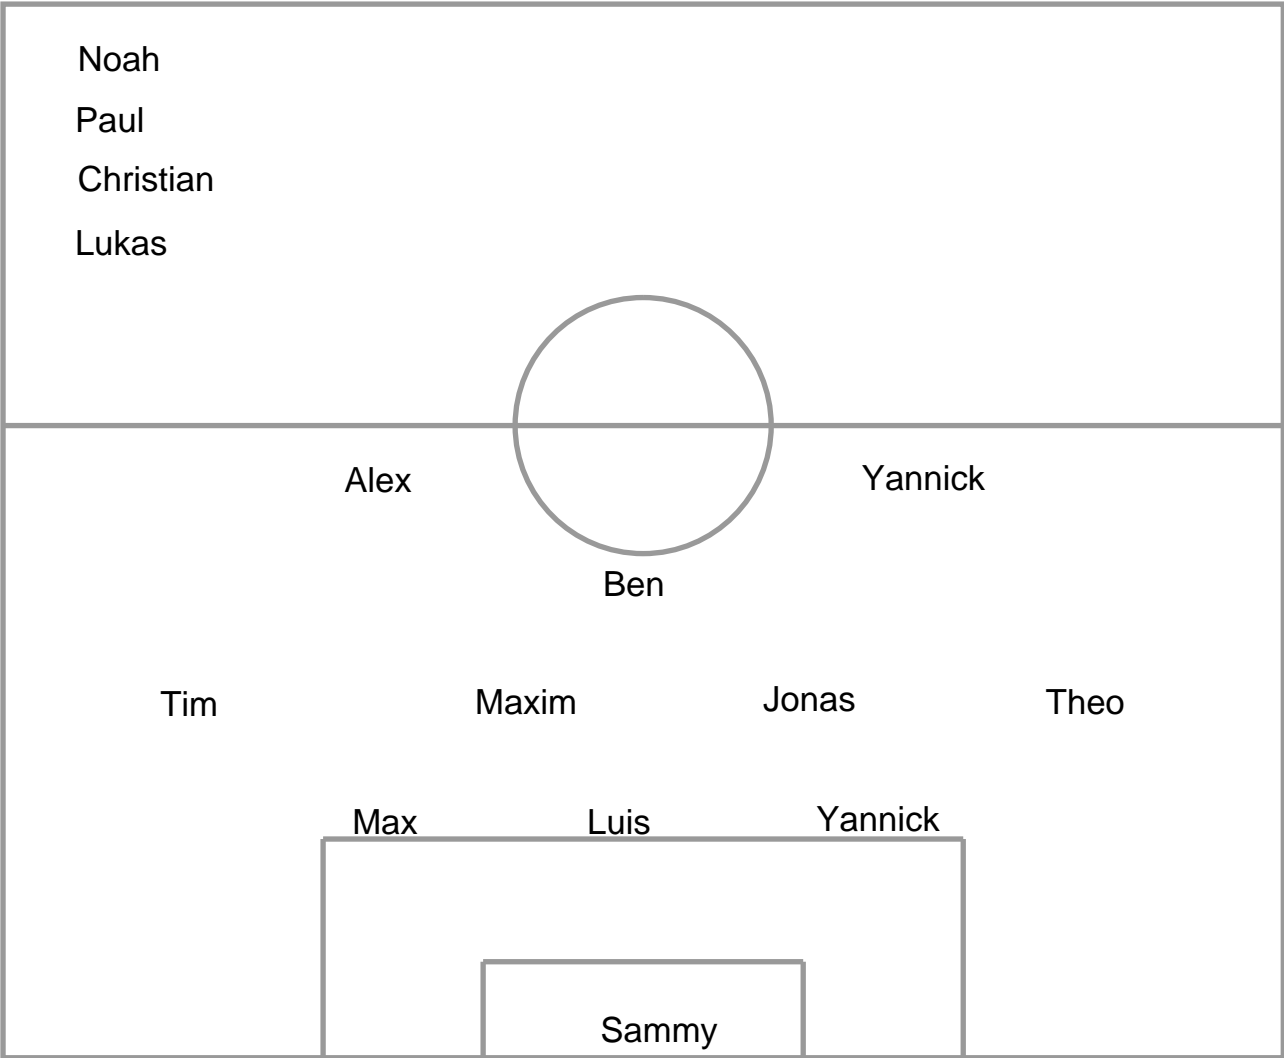 Noah
Paul
Christian
Lukas
Alex
Yannick
Ben
Tim
Maxim
Jonas
Theo
Max
Luis
Yannick
Sammy